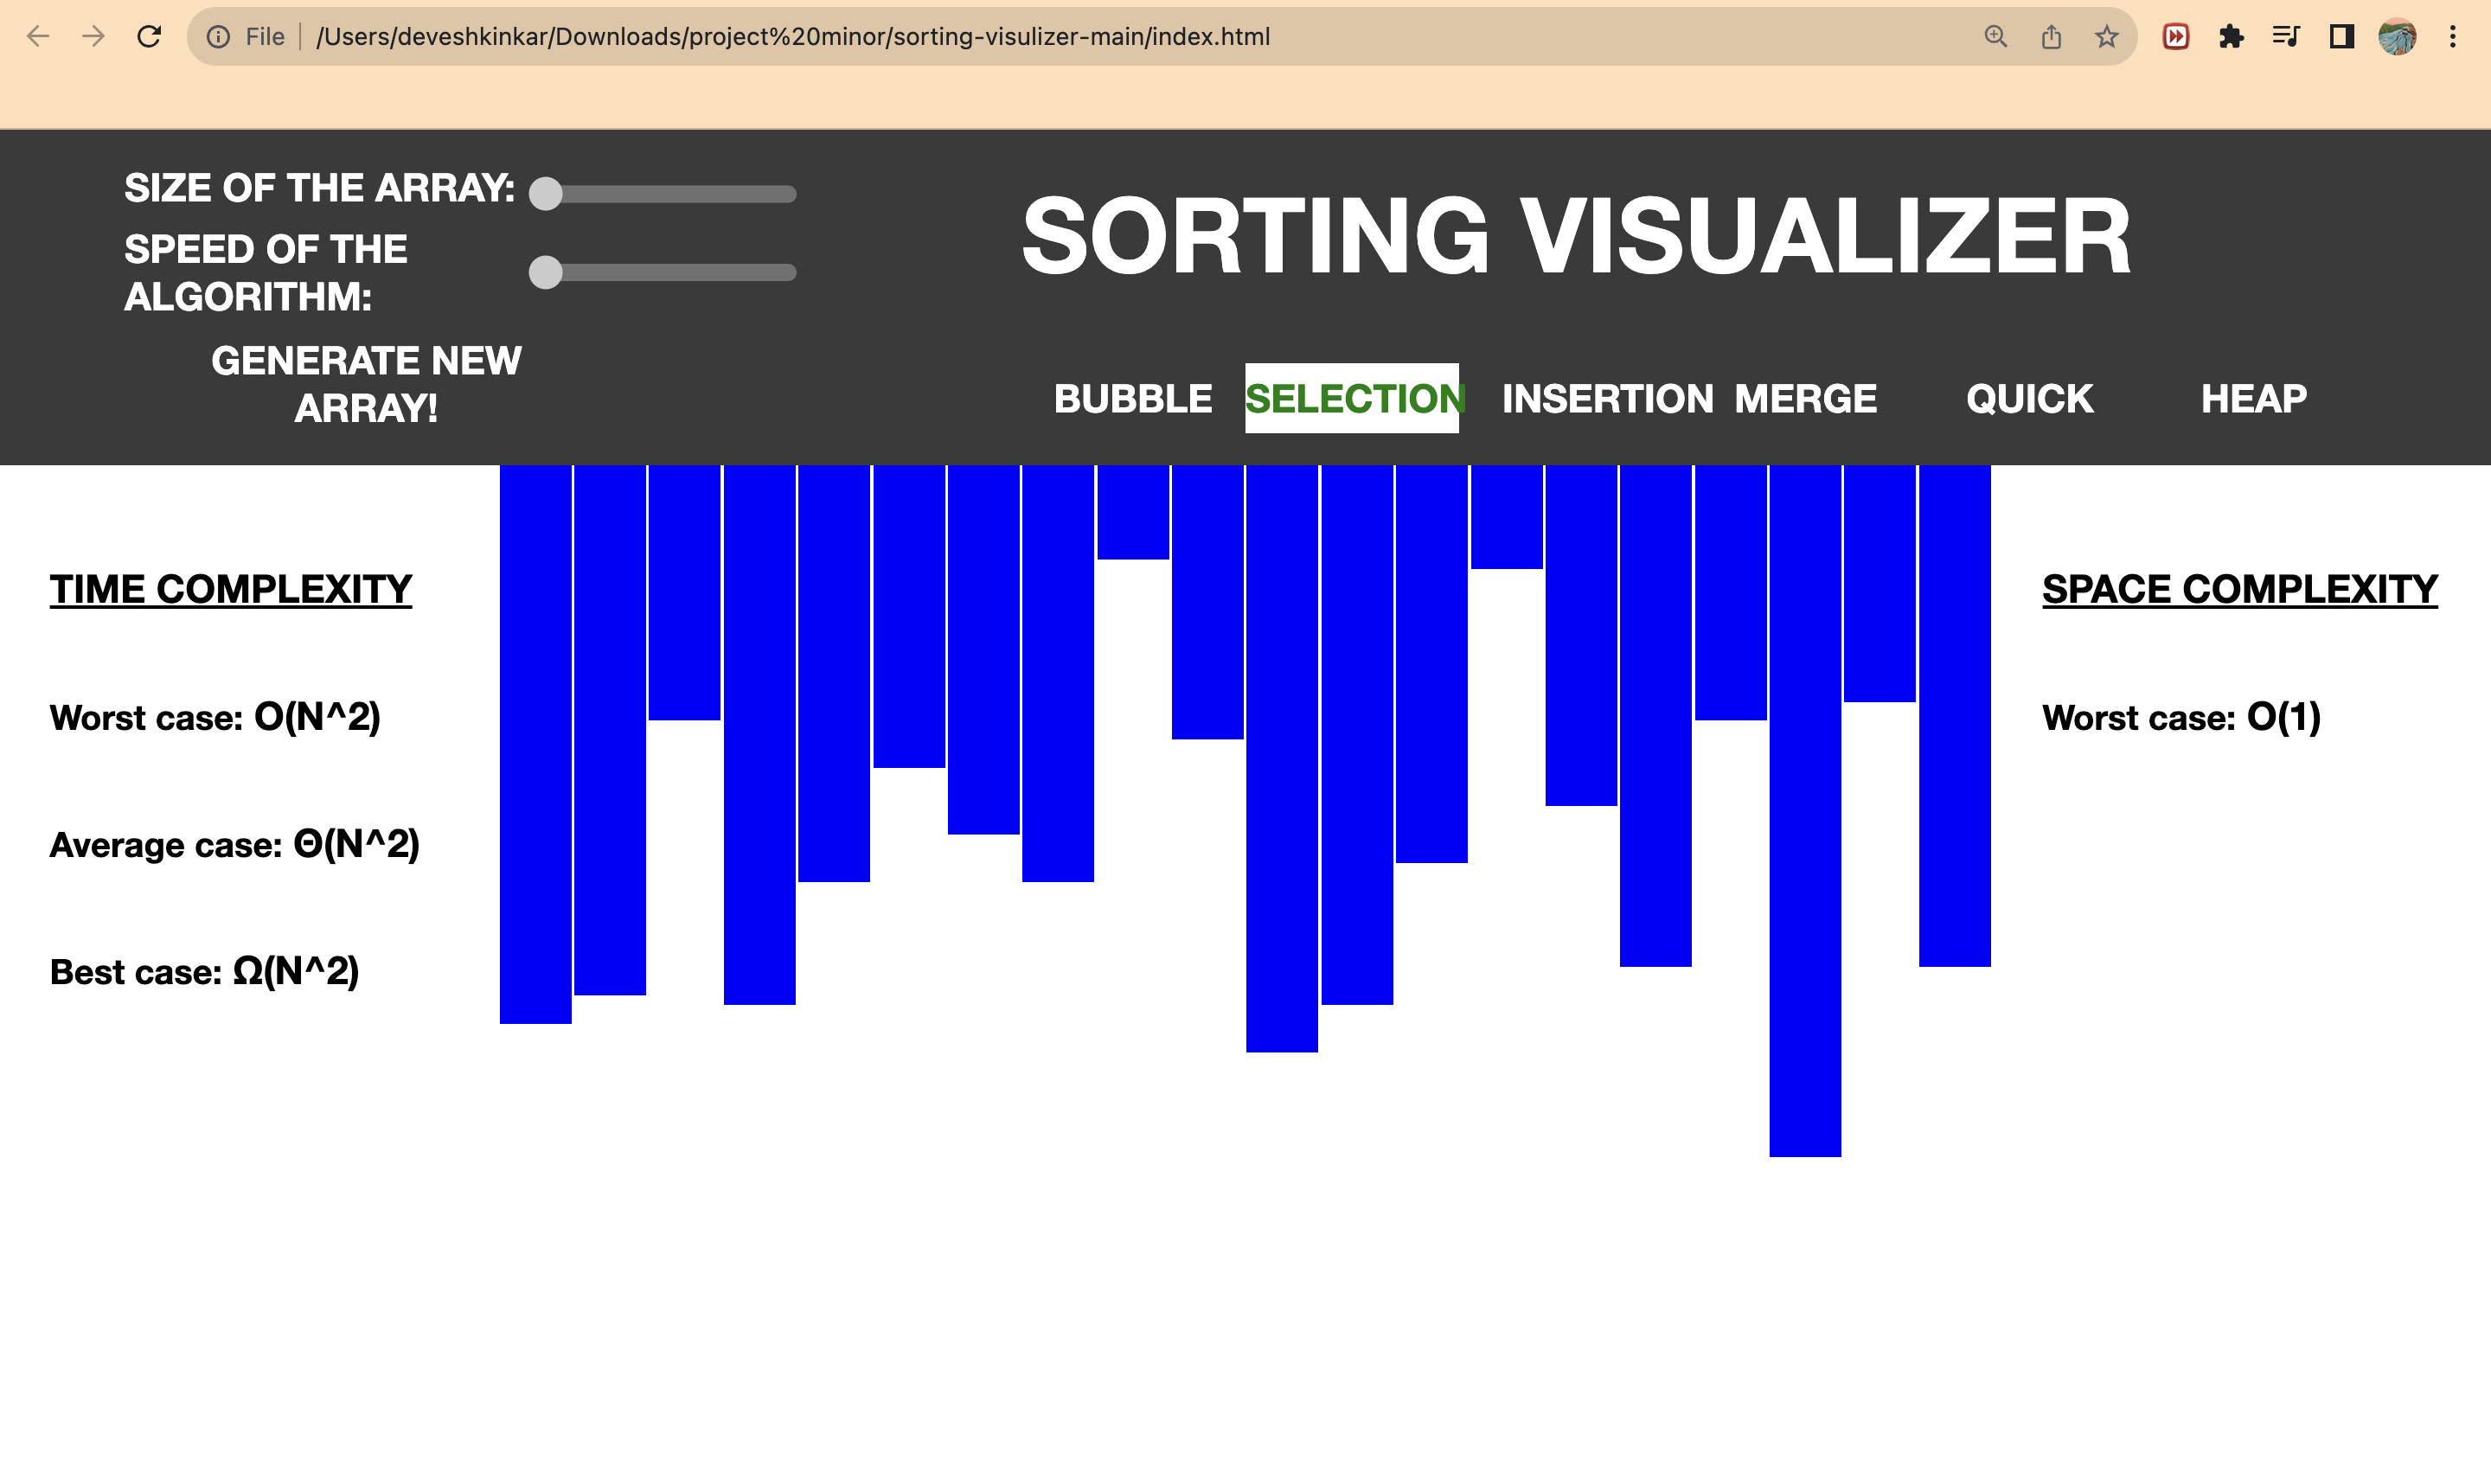 File /Users/deveshkinkar/Downloads/project%20minor/sorting-visulizer-main/index.html
SIZE OF THE ARRAY:
SPEED OF THE
ALGORITHM:
GENERATE NEW
ARRAY!
SORTING VISUALIZER
BUBBLE SELECTION INSERTION MERGE QUICK HEAP
TIME COMPLEXITY
Worst case: O(N^2)
Average case: Θ(N^2)
Best case: Ω(N^2)
SPACE COMPLEXITY
Worst case: O(1)